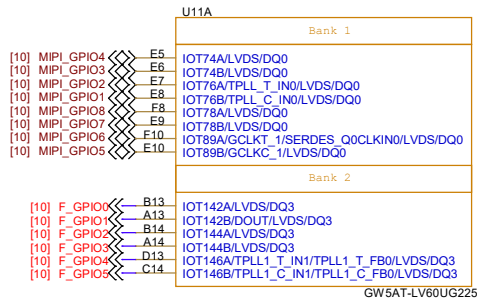 U11A
Bank 1
[10] MIPI_GPIO4 E5 IOT74A/LVDS/DQ0
[10] MIPI_GPIO3 E6 IOT74B/LVDS/DQ0
[10] MIPI_GPIO2 E7 IOT76A/TPLL_T_IN0/LVDS/DQ0
[10] MIPI_GPIO1 E8 IOT76B/TPLL_C_IN0/LVDS/DQ0
[10] MIPI_GPIO8 F8 IOT78A/LVDS/DQ0
[10] MIPI_GPIO7 E9 IOT78B/LVDS/DQ0
[10] MIPI_GPIO6 F10 IOT89A/GCLKT_1/SERDES_Q0CLKIN0/LVDS/DQ0
[10] MIPI_GPIO5 E10 IOT89B/GCLKC_1/LVDS/DQ0
Bank 2
[10] F_GPIO0 B13 IOT142A/LVDS/DQ3
[10] F_GPIO1 A13 IOT142B/DOUT/LVDS/DQ3
[10] F_GPIO2 B14 IOT144A/LVDS/DQ3
[10] F_GPIO3 A14 IOT144B/LVDS/DQ3
[10] F_GPIO4 D13 IOT146A/TPLL1_T_IN1/TPLL1_T_FB0/LVDS/DQ3
[10] F_GPIO5 C14 IOT146B/TPLL1_C_IN1/TPLL1_C_FB0/LVDS/DQ3
GW5AT-LV60UG225